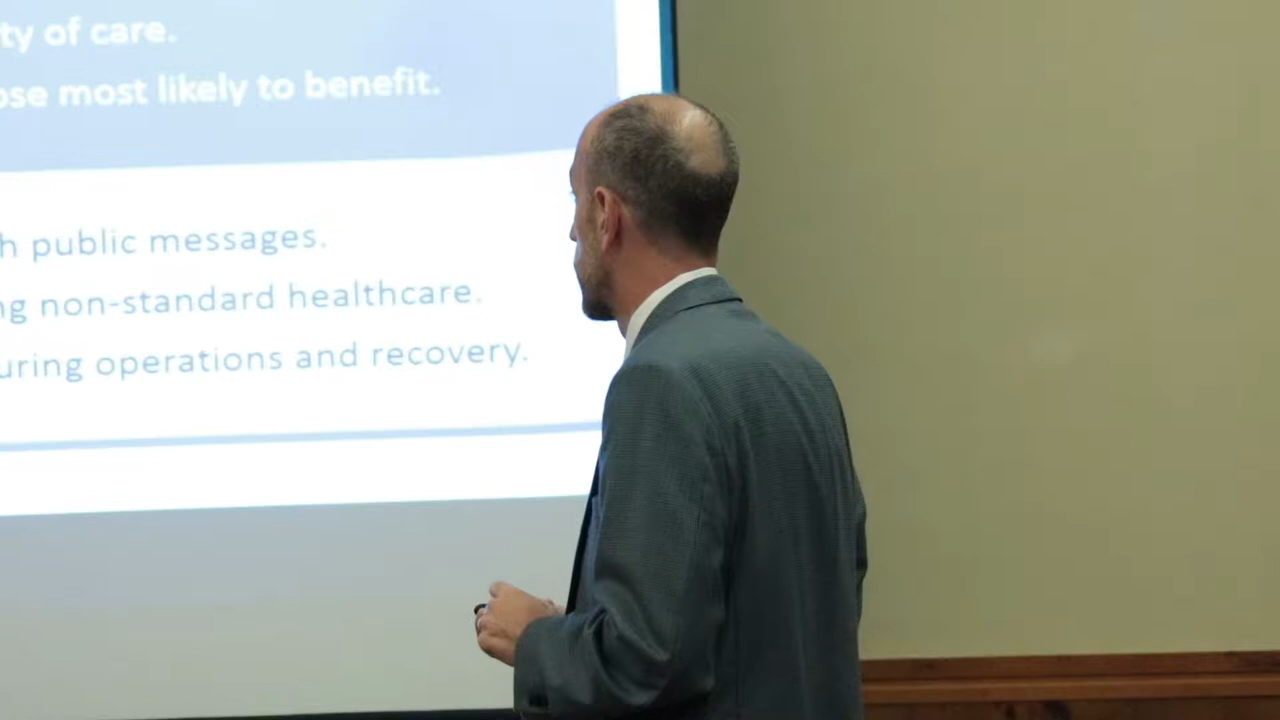 ty of care.
ose most likely to benefit.
h public messages.
ng non-standard healthcare.
uring operations and recovery.